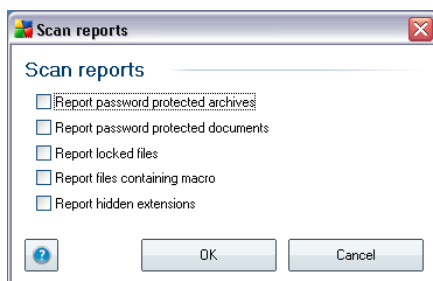 Scan reports
Scan reports
Report password protected archives
Report password protected documents
Report locked files
Report files containing macro
Report hidden extensions
?
OK
Cancel